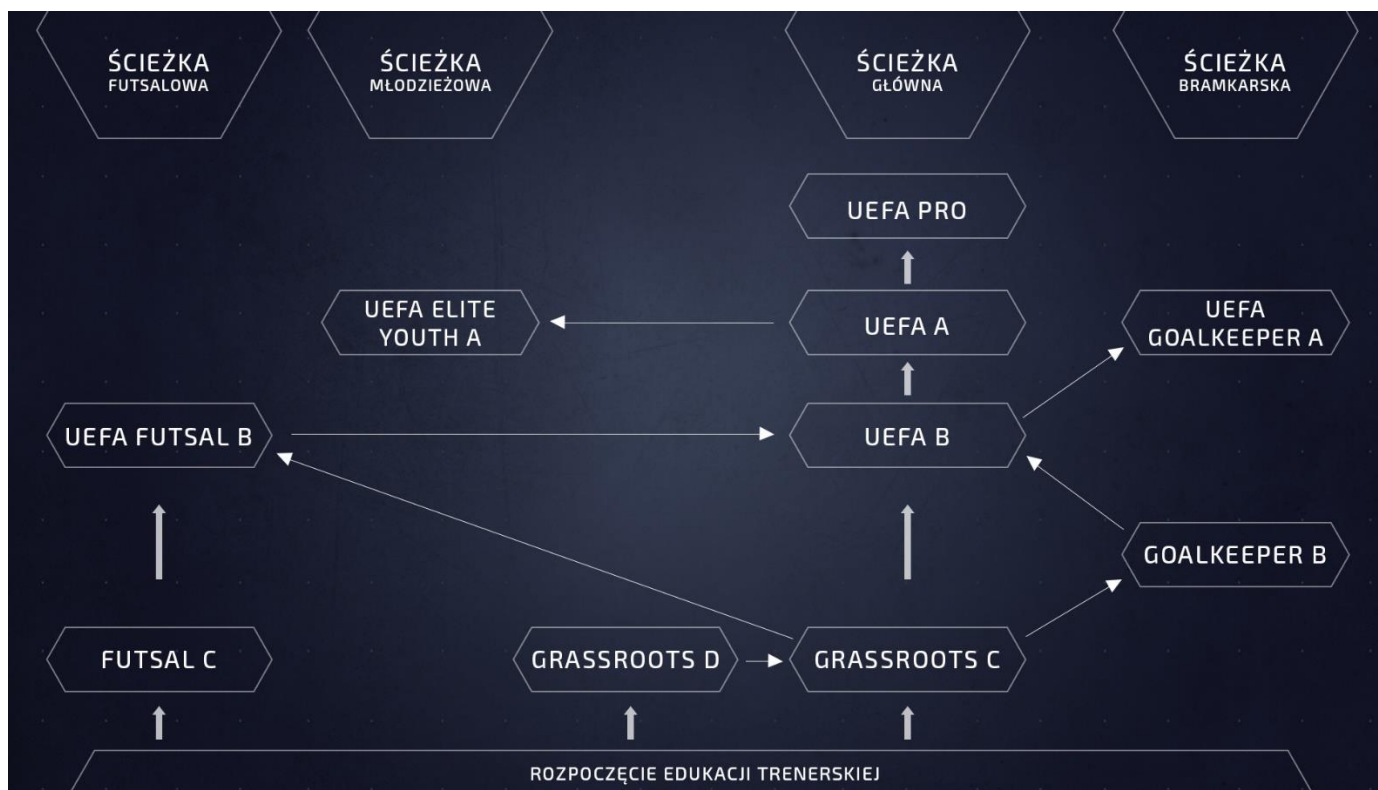 ŚCIEŻKA
FUTSALOWA
ŚCIEŻKA
MŁODZIEŻOWA
ŚCIEŻKA
GŁÓWNA
ŚCIEŻKA
BRAMKARSKA
UEFA PRO
UEFA ELITE
YOUTH A
UEFA A
UEFA
GOALKEEPER A
UEFA FUTSAL B
UEFA B
GOALKEEPER B
FUTSAL C
GRASSROOTS D
GRASSROOTS C
ROZPOCZĘCIE EDUKACJI TRENERSKIEJ